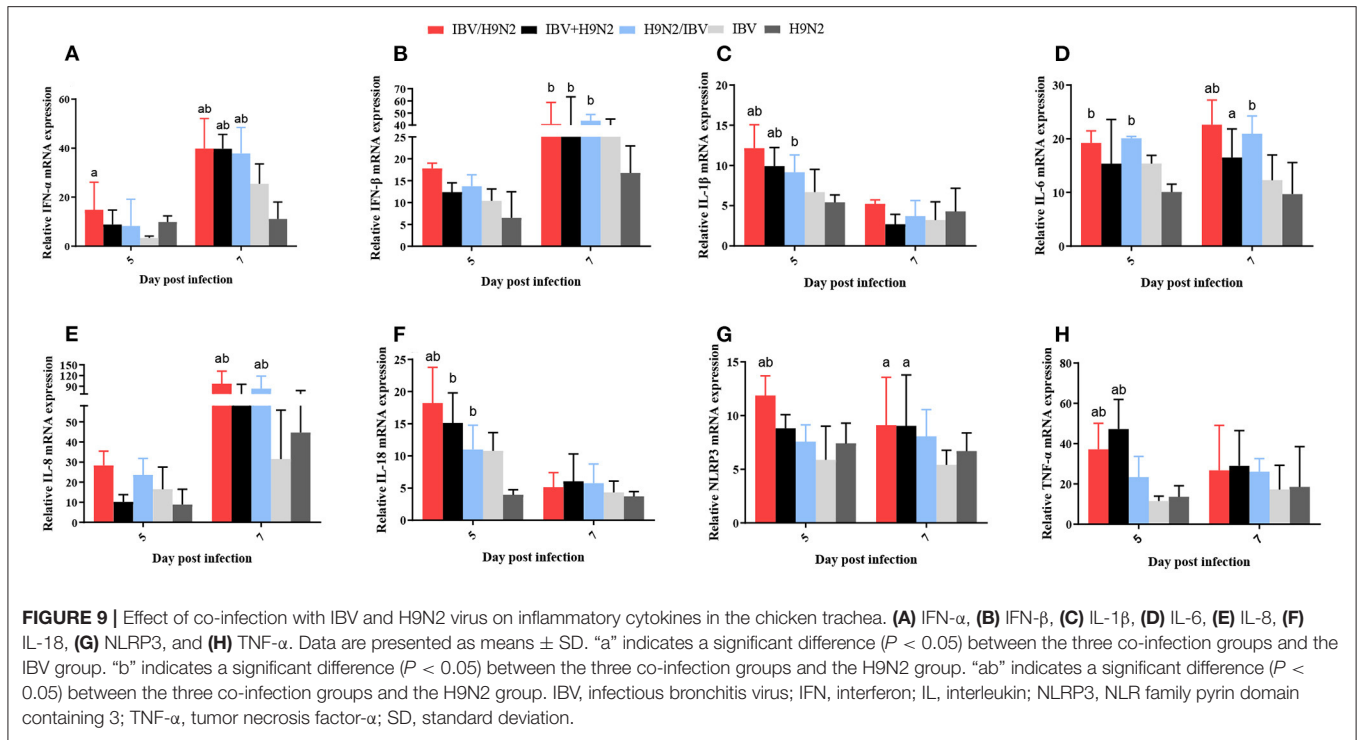 IBV/H9N2 IBV+H9N2 H9N2/IBV IBV H9N2
A
Relative IFN-α mRNA expression
60
40
20
0
a
ab
ab
ab
5
7
Day post infection
B
Relative IFN-β mRNA expression
70
60
50
40
25
20
15
10
5
0
b
b
b
5
7
Day post infection
C
Relative IL-1β mRNA expression
20
15
10
5
0
ab
ab
b
5
7
Day post infection
D
Relative IL-6 mRNA expression
30
20
10
0
b
b
ab
a
b
5
7
Day post infection
E
Relative IL-8 mRNA expression
150
120
90
50
40
30
20
10
0
ab
ab
5
7
Day post infection
F
Relative IL-18 mRNA expression
25
20
15
10
5
0
ab
b
b
5
7
Day post infection
G
Relative NLRP3 mRNA expression
15
10
5
0
ab
a
a
5
7
Day post infection
H
Relative TNF-α mRNA expression
80
60
40
20
0
ab
ab
5
7
Day post infection
FIGURE 9 | Effect of co-infection with IBV and H9N2 virus on inflammatory cytokines in the chicken trachea. (A) IFN-α, (B) IFN-β, (C) IL-1β, (D) IL-6, (E) IL-8, (F)
IL-18, (G) NLRP3, and (H) TNF-α. Data are presented as means ± SD. “a” indicates a significant difference (P < 0.05) between the three co-infection groups and the
IBV group. “b” indicates a significant difference (P < 0.05) between the three co-infection groups and the H9N2 group. “ab” indicates a significant difference (P <
0.05) between the three co-infection groups and the H9N2 group. IBV, infectious bronchitis virus; IFN, interferon; IL, interleukin; NLRP3, NLR family pyrin domain
containing 3; TNF-α, tumor necrosis factor-α; SD, standard deviation.